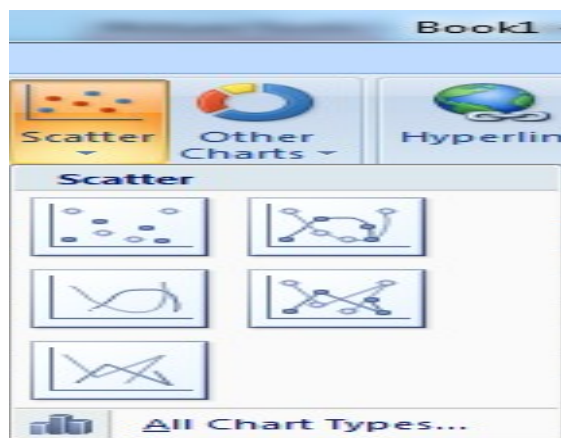 Book1
Scatter
Other Charts
Hyperlin
Scatter
All Chart Types...